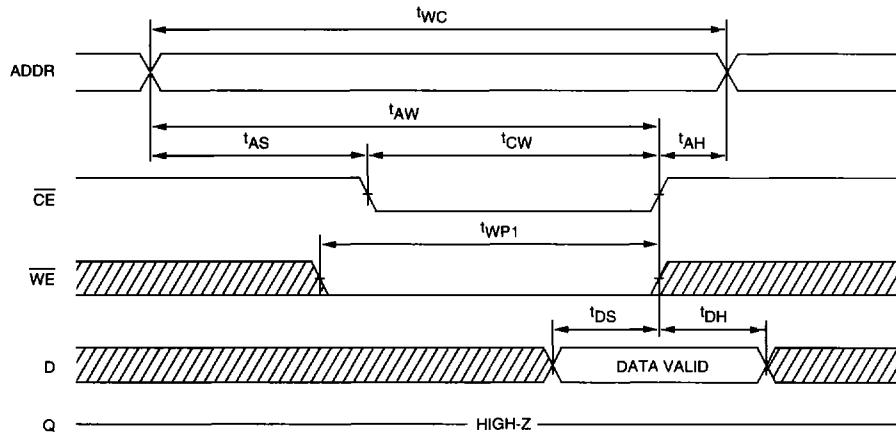 tWC
ADDR
tAW
tAS
tCW
tAH
CE
tWP1
WE
tDS
tDH
D
DATA VALID
Q
HIGH-Z